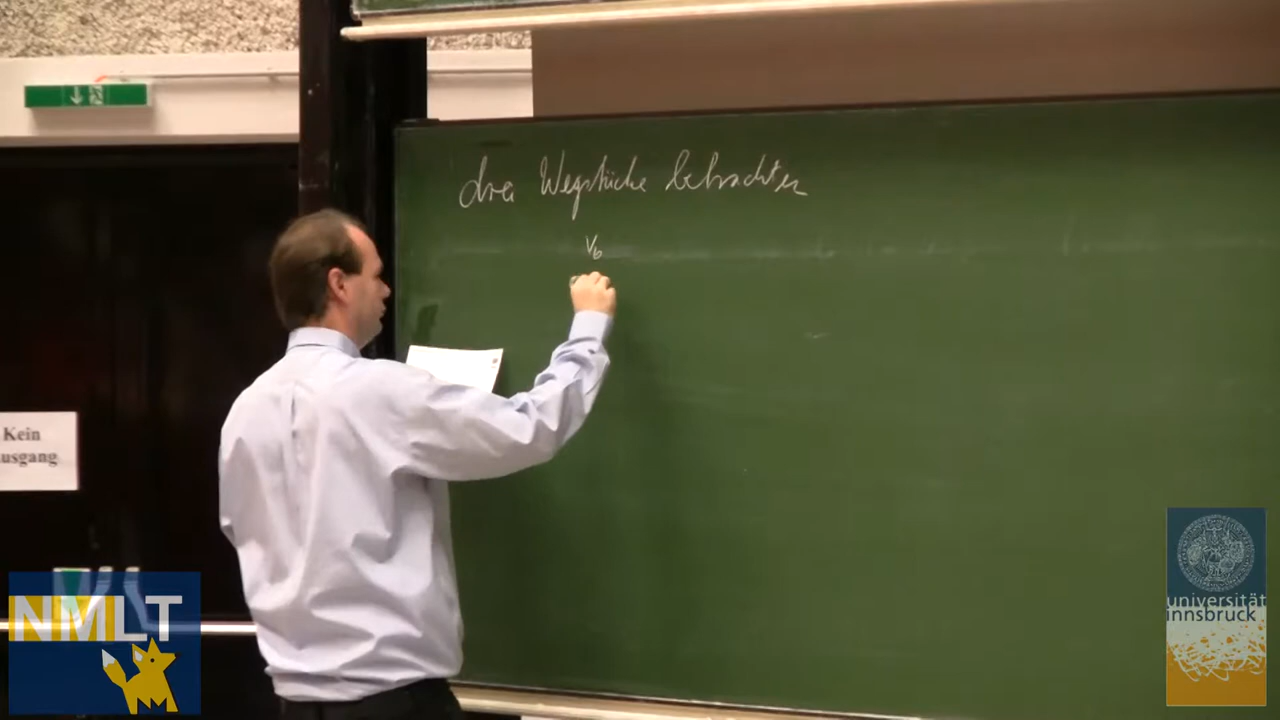 drei Wegstücke betrachten
v₀
Kein
usgang
NMLT
universität
innsbruck